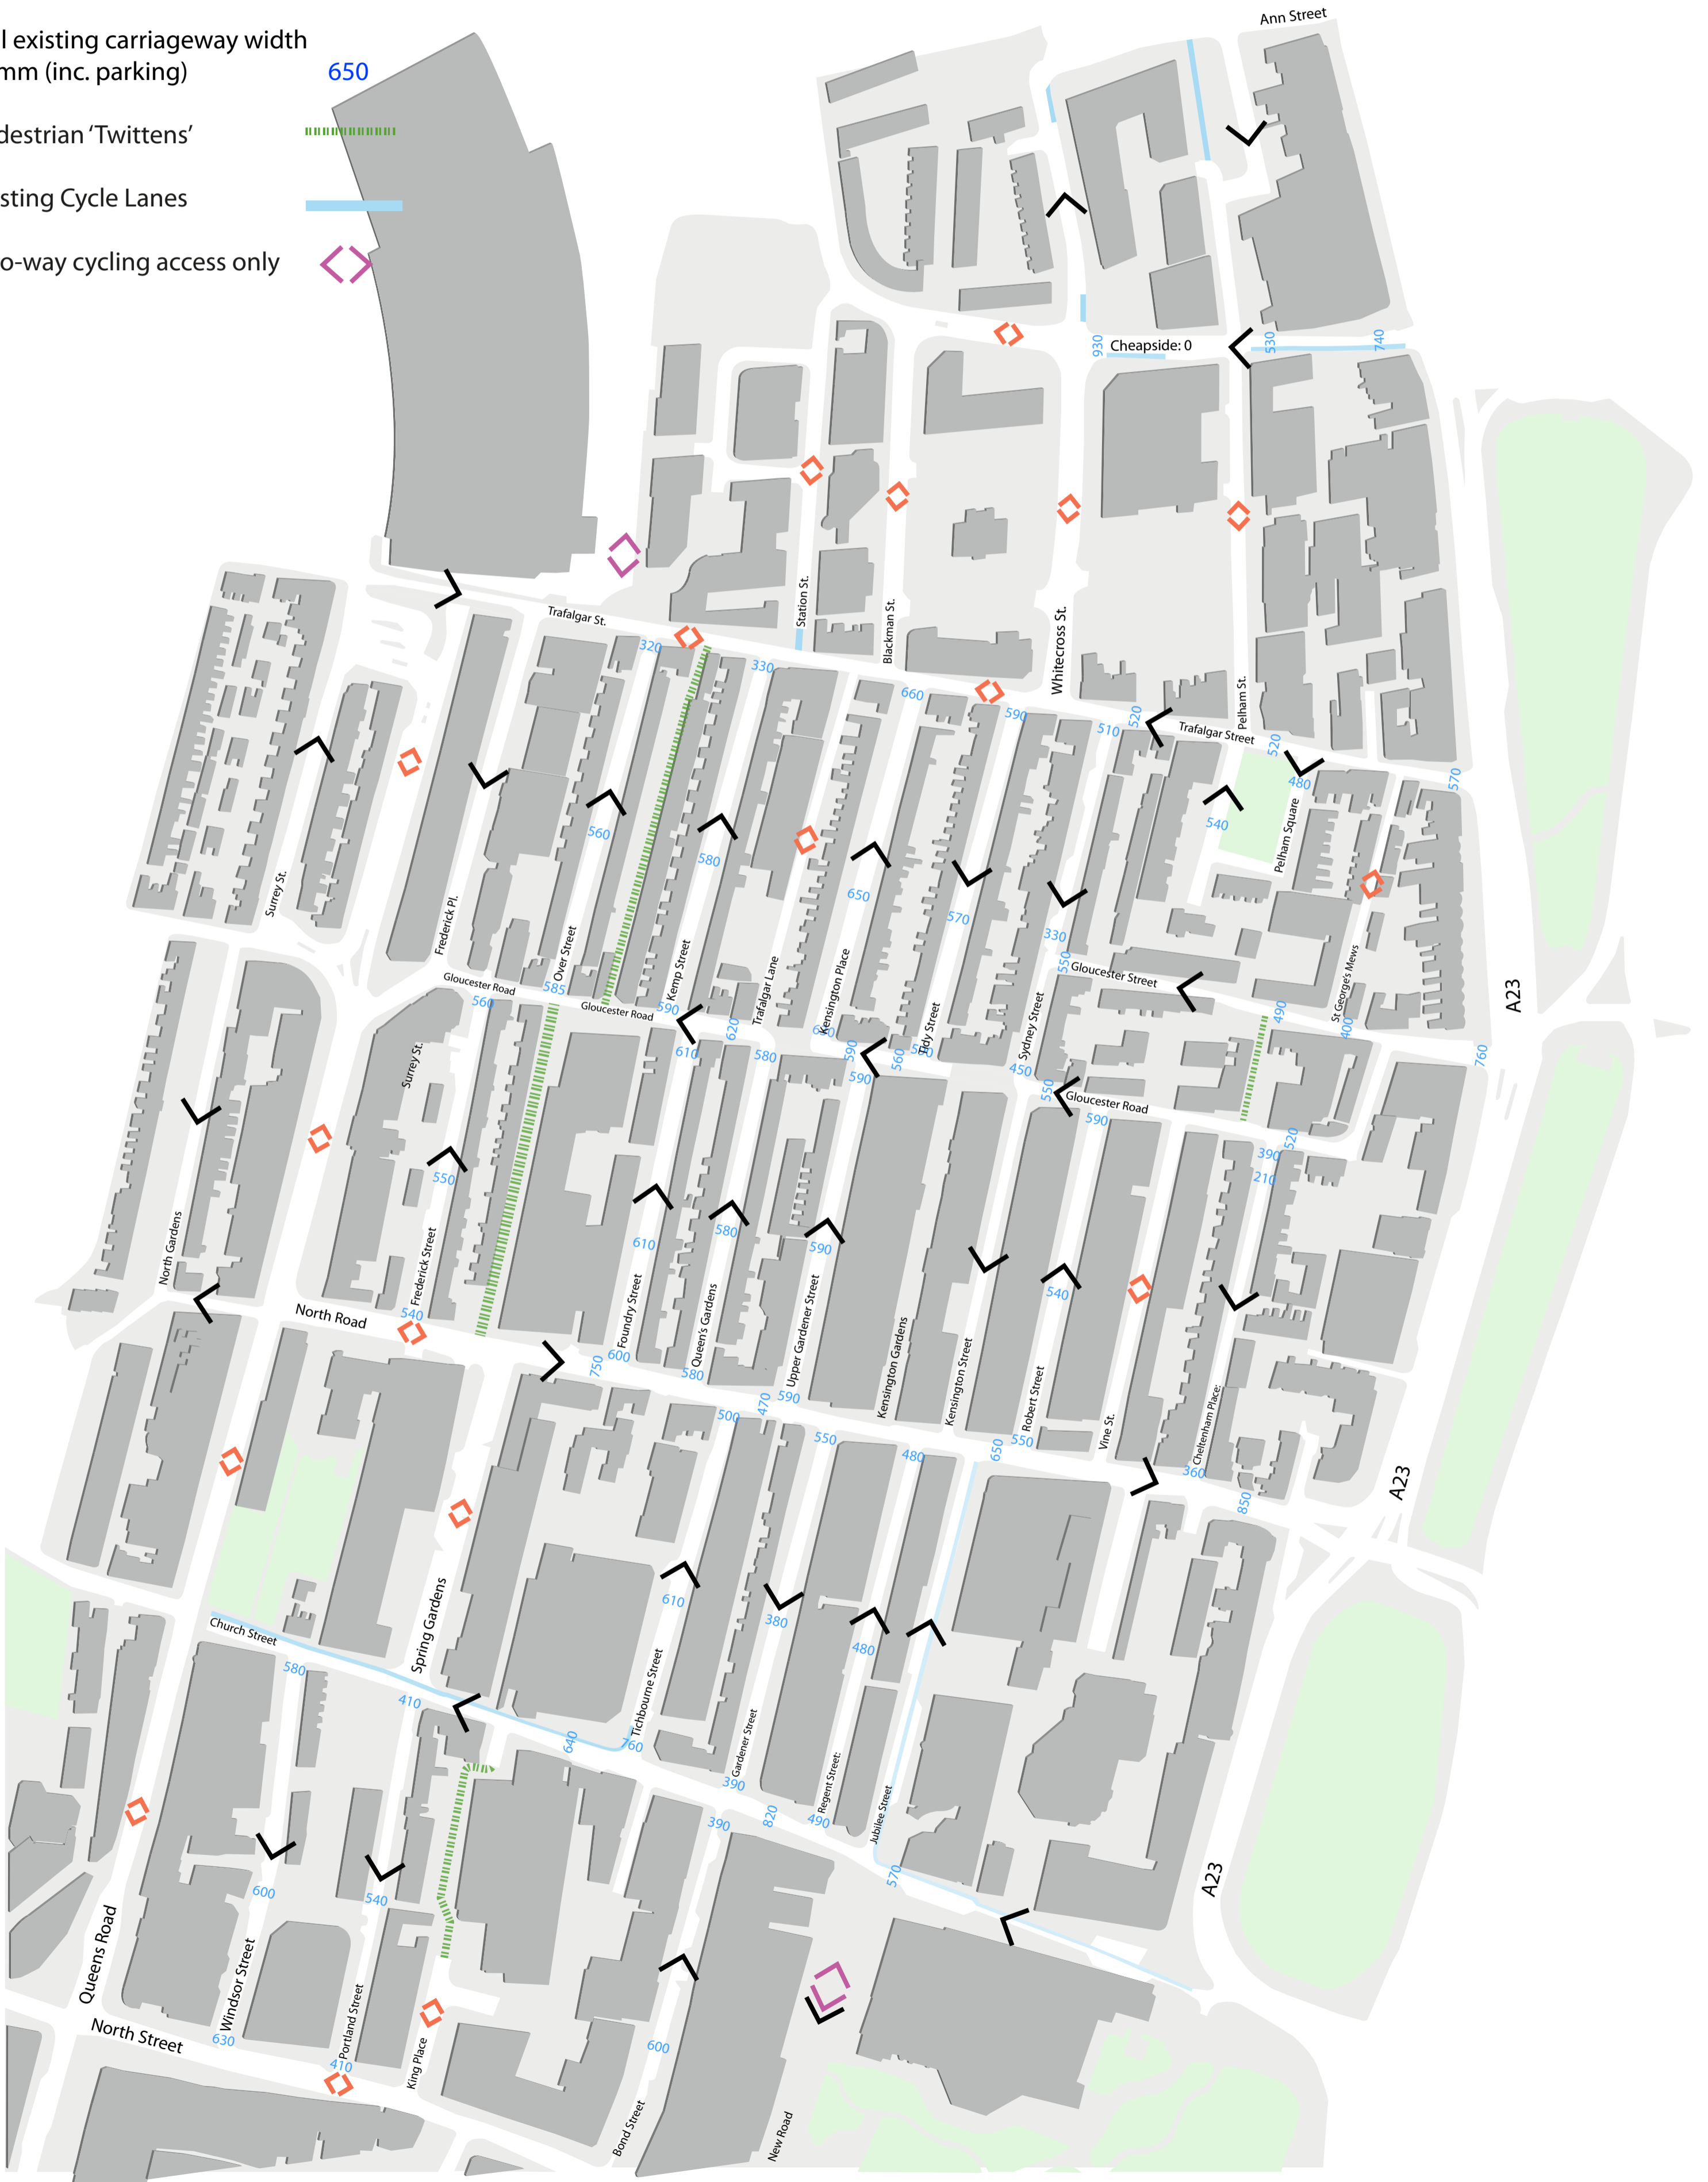 Ann Street
l existing carriageway width
mm (inc. parking)
650
destrian 'Twittens'
sting Cycle Lanes
o-way cycling access only
930
Cheapside: 0
530
740
Trafalgar St.
Station St.
Blackman St.
Whitecross St.
Pelham St.
320
330
660
590
510
520
Trafalgar Street
520
480
570
560
580
650
570
330
540
Pelham Square
Surrey St.
Frederick Pl.
Over Street
Kemp Street
Trafalgar Lane
Kensington Place
Tidy Street
Sydney Street
550
Gloucester Street
St George's Mews
A23
Gloucester Road
560
585
Gloucester Road
590
620
610
580
590
590
560
450
550
Gloucester Road
590
490
400
760
520
390
210
Surrey St.
550
North Gardens
Frederick Street
540
North Road
610
580
590
540
Foundry Street
Queen's Gardens
Upper Gardener Street
Kensington Gardens
Kensington Street
Robert Street
Vine St.
Cheltenham Place:
750
600
580
470
590
500
550
480
650
550
360
850
A23
Church Street
580
Spring Gardens
410
640
760
Tichbourne Street
610
380
480
Gardener Street
Regent Street:
Jubilee Street
390
390
820
490
570
A23
600
540
Queens Road
Windsor Street
Portland Street
King Place
North Street
630
410
600
Bond Street
New Road